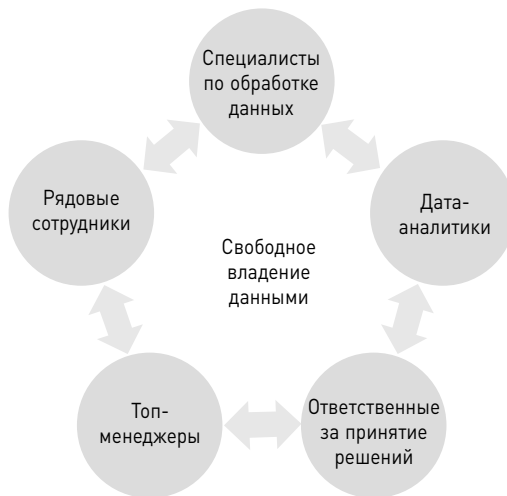 Специалисты
по обработке
данных
Рядовые
сотрудники
Дата-
аналитики
Свободное
владение
данными
Топ-
менеджеры
Ответственные
за принятие
решений